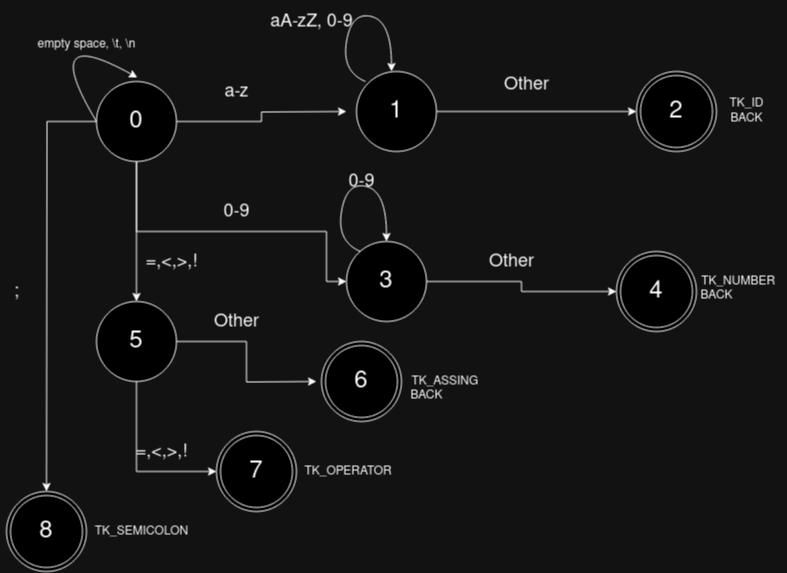 aA-zZ, 0-9
empty space, \t, \n
a-z
Other
0
1
2
TK_ID
BACK
0-9
0-9
=,<,>,!
Other
3
4
TK_NUMBER
BACK
;
5
Other
6
TK_ASSING
BACK
=,<,>,!
7
TK_OPERATOR
8
TK_SEMICOLON